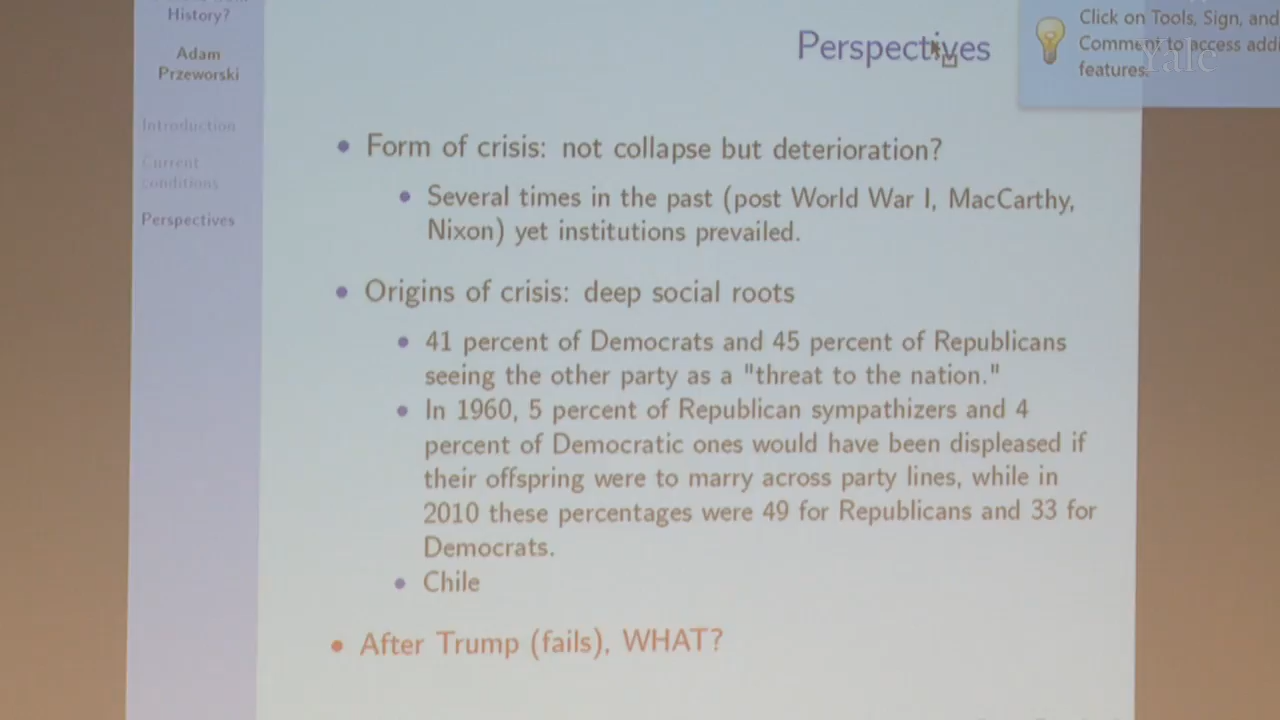 History?
Adam
Przeworski
Introduction
Current
conditions
Perspectives
Perspectives
Click on Tools, Sign, and
Comment to access addi
features.
Yale
• Form of crisis: not collapse but deterioration?
• Several times in the past (post World War I, MacCarthy,
Nixon) yet institutions prevailed.
• Origins of crisis: deep social roots
• 41 percent of Democrats and 45 percent of Republicans
seeing the other party as a "threat to the nation."
• In 1960, 5 percent of Republican sympathizers and 4
percent of Democratic ones would have been displeased if
their offspring were to marry across party lines, while in
2010 these percentages were 49 for Republicans and 33 for
Democrats.
• Chile
• After Trump (fails), WHAT?